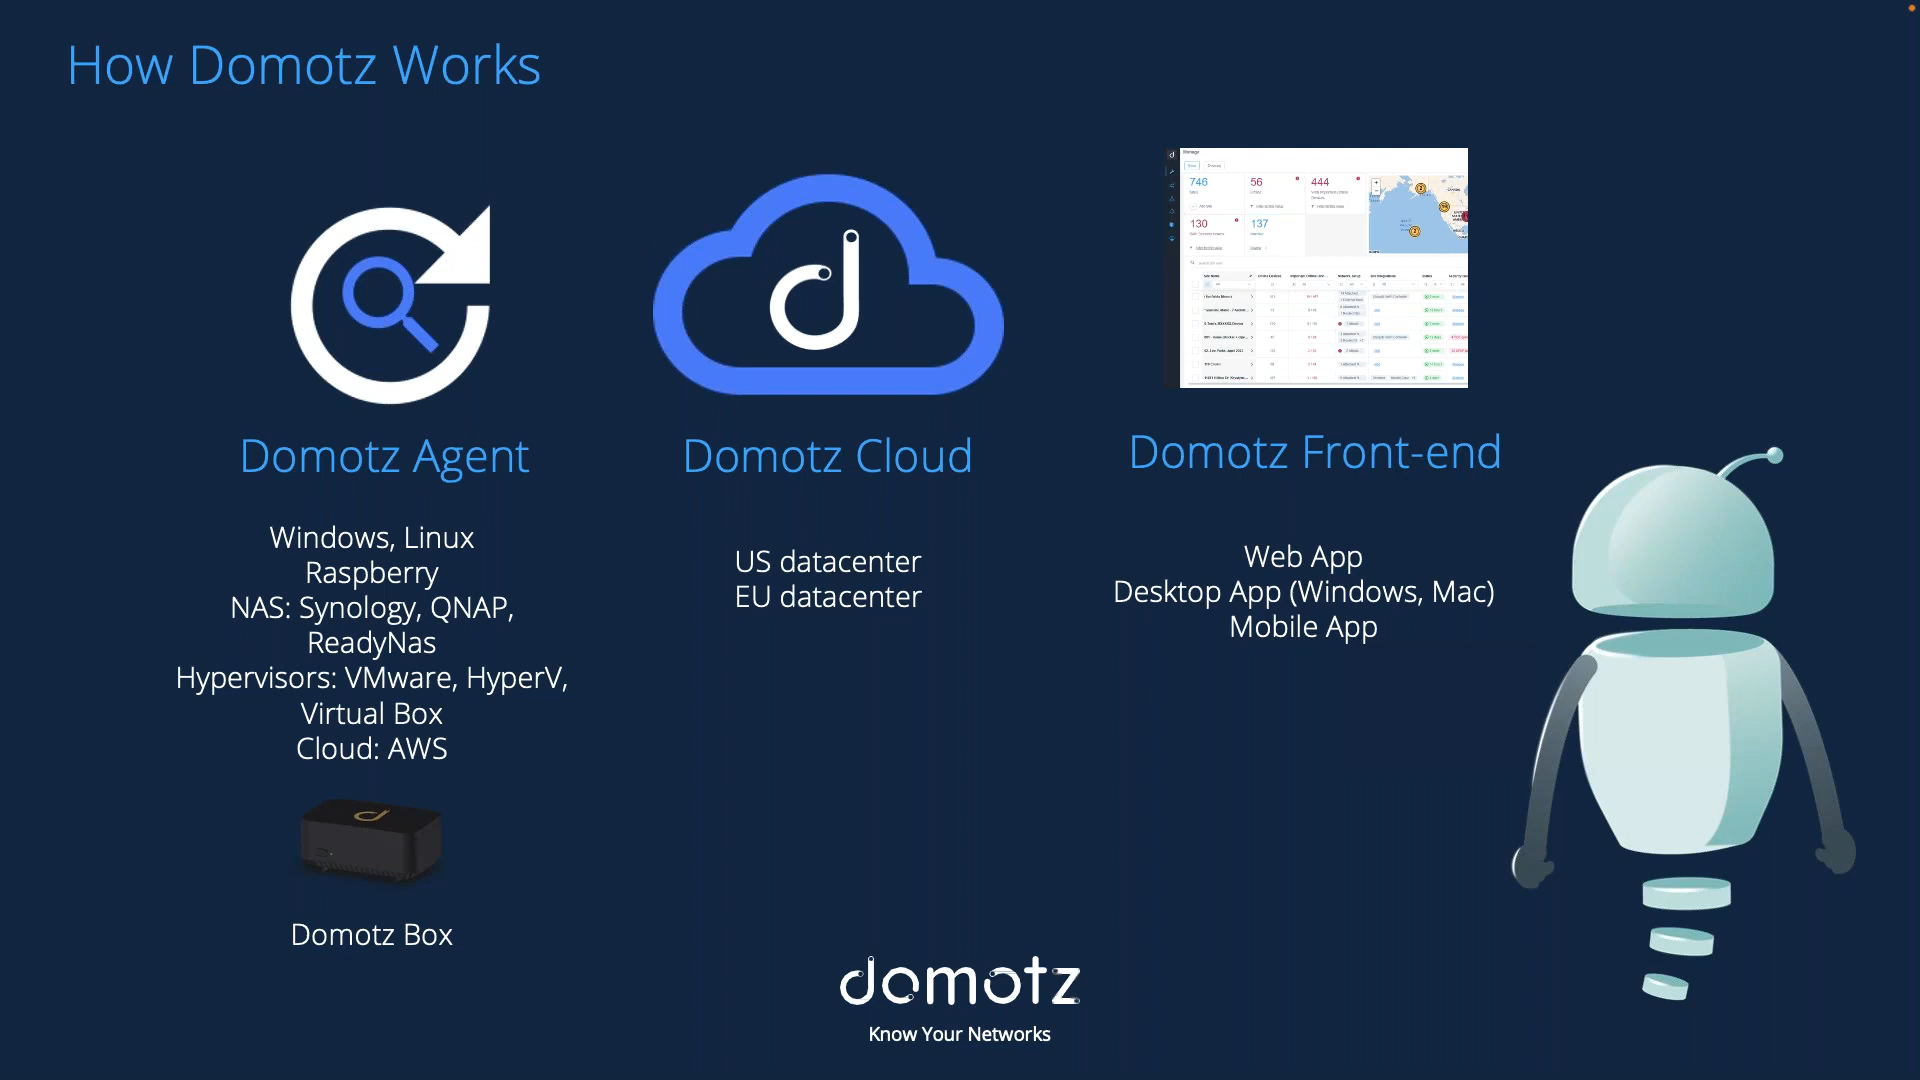 How Domotz Works
Manage
746
56
444
130
137
Domotz Agent
Domotz Cloud
Domotz Front-end
Windows, Linux
Raspberry
NAS: Synology, QNAP,
ReadyNas
Hypervisors: VMware, HyperV,
Virtual Box
Cloud: AWS
US datacenter
EU datacenter
Web App
Desktop App (Windows, Mac)
Mobile App
Domotz Box
domotz
Know Your Networks